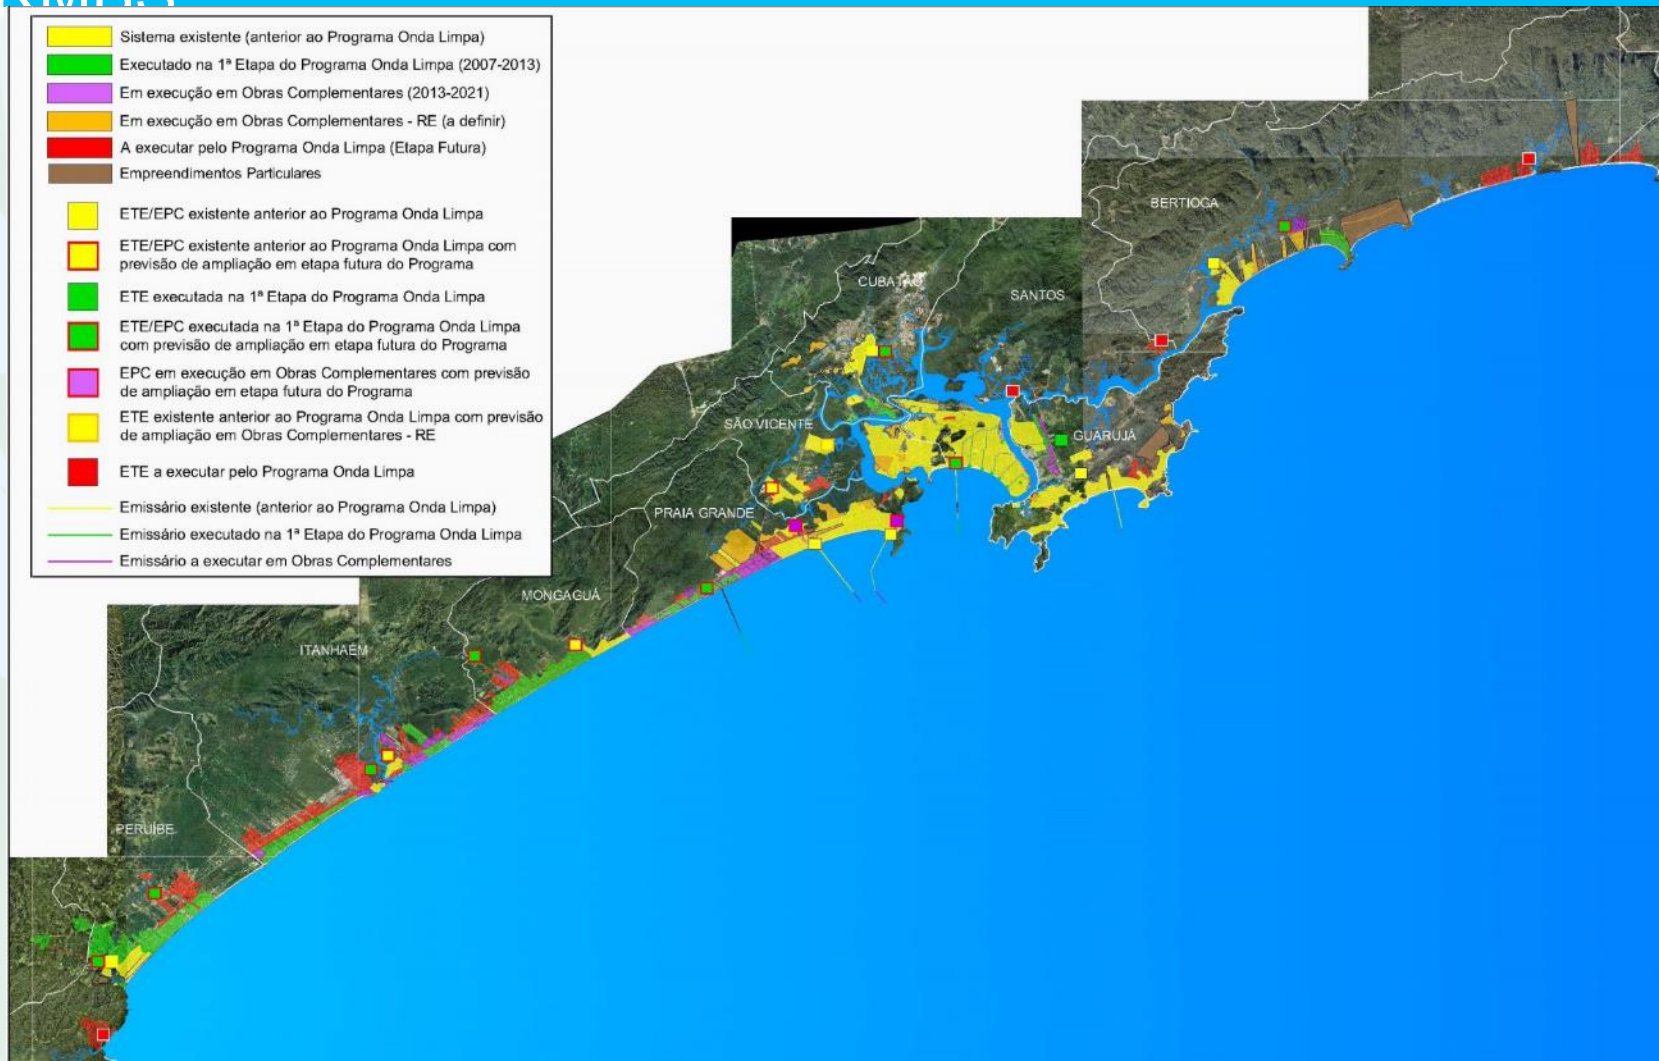 RMBS
Sistema existente (anterior ao Programa Onda Limpa)
Executado na 1ª Etapa do Programa Onda Limpa (2007-2013)
Em execução em Obras Complementares (2013-2021)
Em execução em Obras Complementares - RE (a definir)
A executar pelo Programa Onda Limpa (Etapa Futura)
Empreendimentos Particulares
ETE/EPC existente anterior ao Programa Onda Limpa
ETE/EPC existente anterior ao Programa Onda Limpa com
previsão de ampliação em etapa futura do Programa
ETE executada na 1ª Etapa do Programa Onda Limpa
ETE/EPC executada na 1ª Etapa do Programa Onda Limpa
com previsão de ampliação em etapa futura do Programa
EPC em execução em Obras Complementares com previsão
de ampliação em etapa futura do Programa
ETE existente anterior ao Programa Onda Limpa com previsão
de ampliação em Obras Complementares - RE
ETE a executar pelo Programa Onda Limpa
Emissário existente (anterior ao Programa Onda Limpa)
Emissário executado na 1ª Etapa do Programa Onda Limpa
Emissário a executar em Obras Complementares
BERTIOGA
CUBATÃO
SANTOS
SÃO VICENTE
GUARUJÁ
PRAIA GRANDE
MONGAGUÁ
ITANHAÉM
PERUÍBE